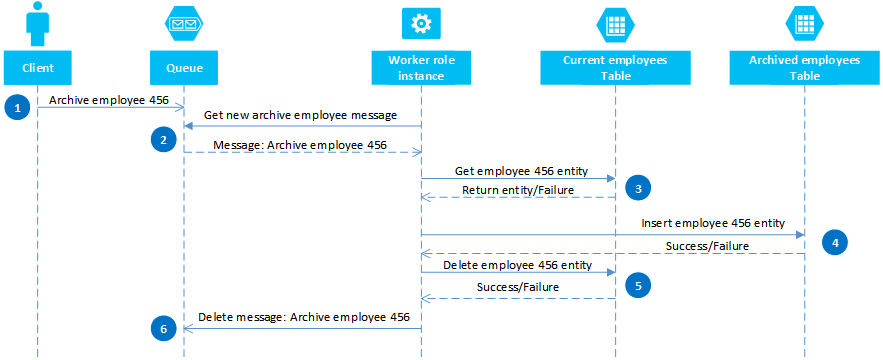 Client
Queue
Worker role
instance
Current employees
Table
Archived employees
Table
1
Archive employee 456
Get new archive employee message
2
Message: Archive employee 456
Get employee 456 entity
3
Return entity/Failure
Insert employee 456 entity
4
Success/Failure
Delete employee 456 entity
5
Success/Failure
Delete message: Archive employee 456
6